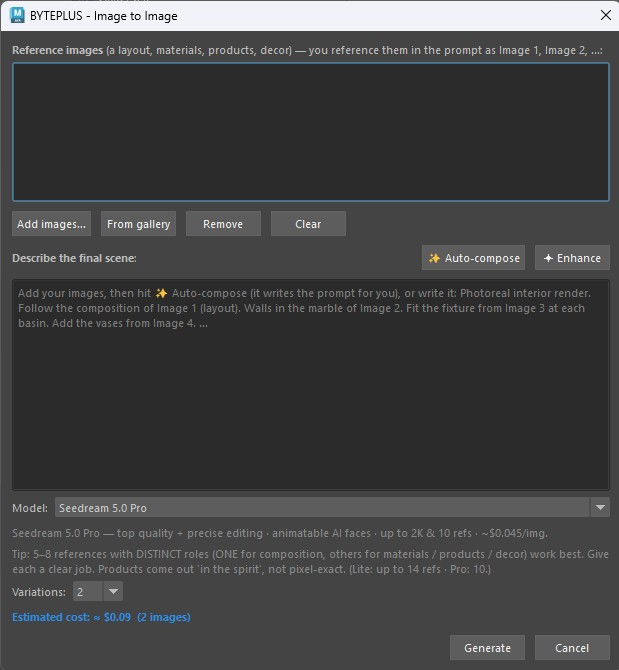 BYTEPLUS - Image to Image
Reference images (a layout, materials, products, decor) — you reference them in the prompt as Image 1, Image 2, ...:
Add images... From gallery Remove Clear
Describe the final scene: ✨ Auto-compose ✦ Enhance
Add your images, then hit ✨ Auto-compose (it writes the prompt for you), or write it: Photoreal interior render.
Follow the composition of Image 1 (layout). Walls in the marble of Image 2. Fit the fixture from Image 3 at each
basin. Add the vases from Image 4. ...
Model: Seedream 5.0 Pro
Seedream 5.0 Pro — top quality + precise editing · animatable AI faces · up to 2K & 10 refs · ~$0.045/img.
Tip: 5–8 references with DISTINCT roles (ONE for composition, others for materials / products / decor) work best. Give
each a clear job. Products come out 'in the spirit', not pixel-exact. (Lite: up to 14 refs · Pro: 10.)
Variations: 2
Estimated cost: ≈ $0.09 (2 images)
Generate Cancel